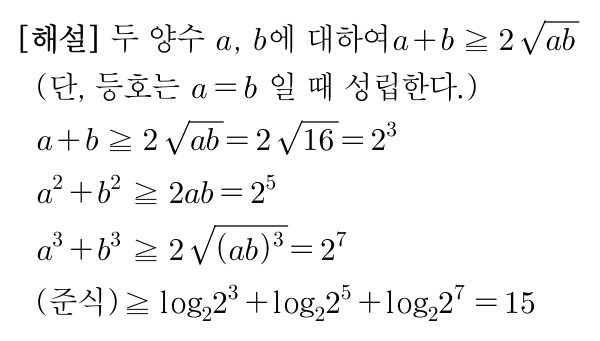 [해설] 두 양수 a, b에 대하여 a+b ≧ 2√(ab)
(단, 등호는 a=b 일 때 성립한다.)
a+b ≧ 2√(ab) = 2√16 = 2³
a²+b² ≧ 2ab = 2⁵
a³+b³ ≧ 2√((ab)³) = 2⁷
(준식) ≧ log₂2³ + log₂2⁵ + log₂2⁷ = 15